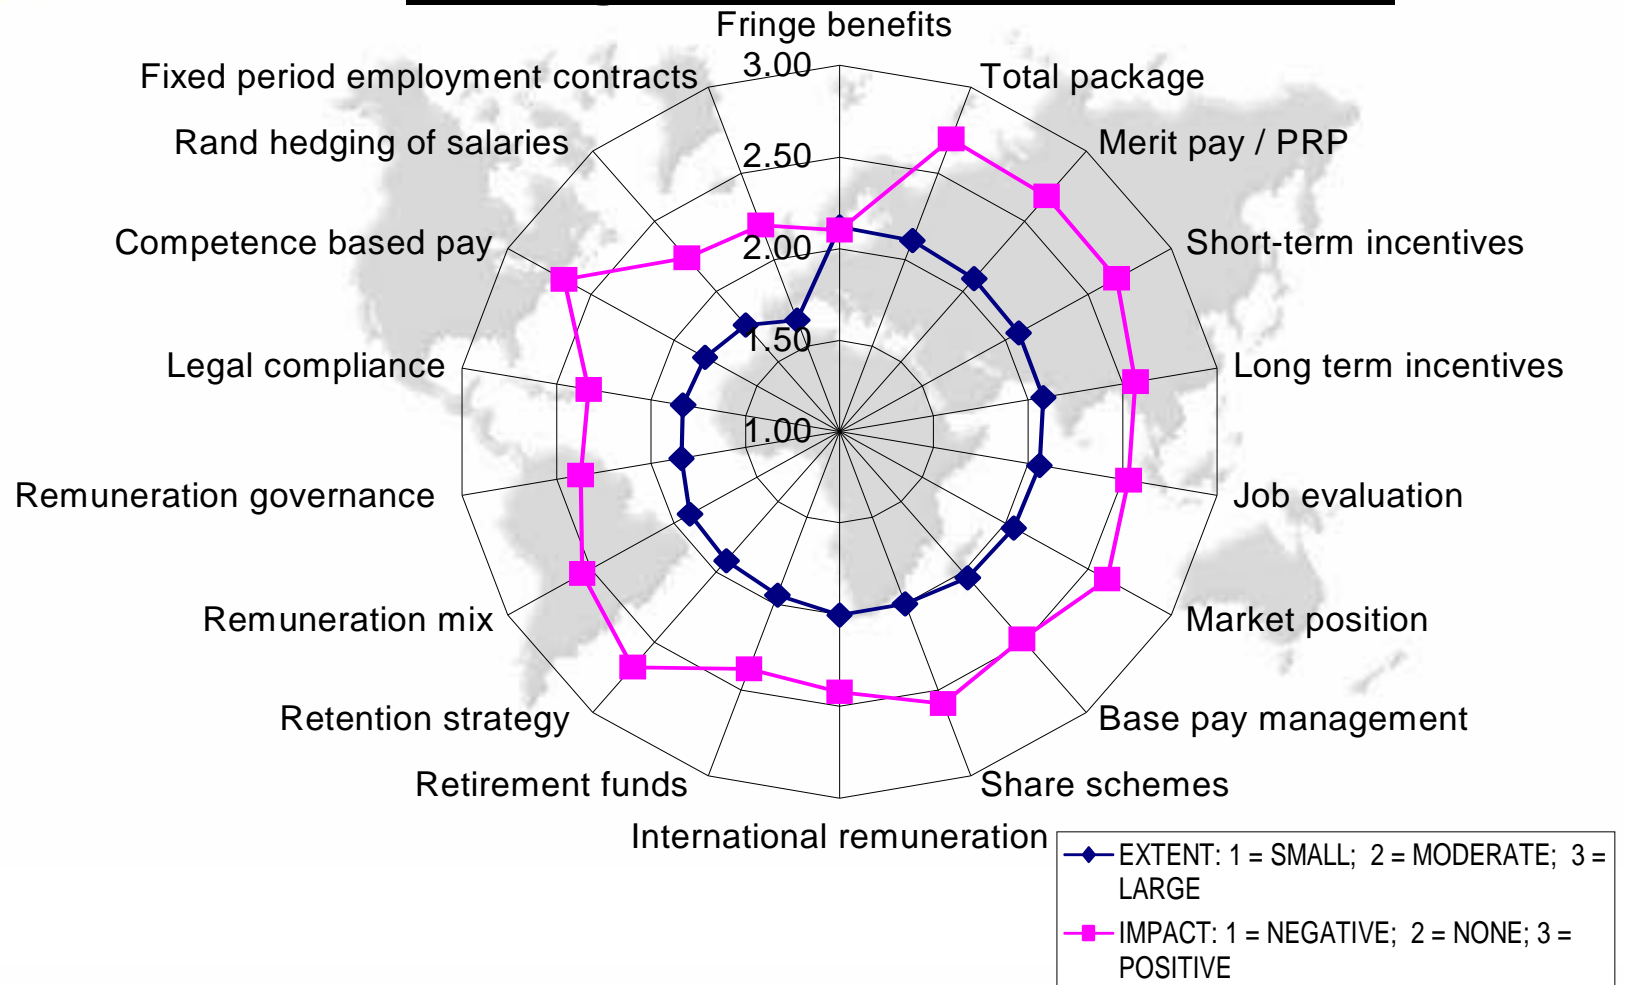 Fringe benefits
3.00
Fixed period employment contracts
Total package
Rand hedging of salaries
Merit pay / PRP
2.50
Competence based pay
2.00
Short-term incentives
1.50
Legal compliance
Long term incentives
1.00
Remuneration governance
Job evaluation
Remuneration mix
Market position
Retention strategy
Base pay management
Retirement funds
Share schemes
International remuneration
EXTENT: 1 = SMALL; 2 = MODERATE; 3 =
LARGE
IMPACT: 1 = NEGATIVE; 2 = NONE; 3 =
POSITIVE